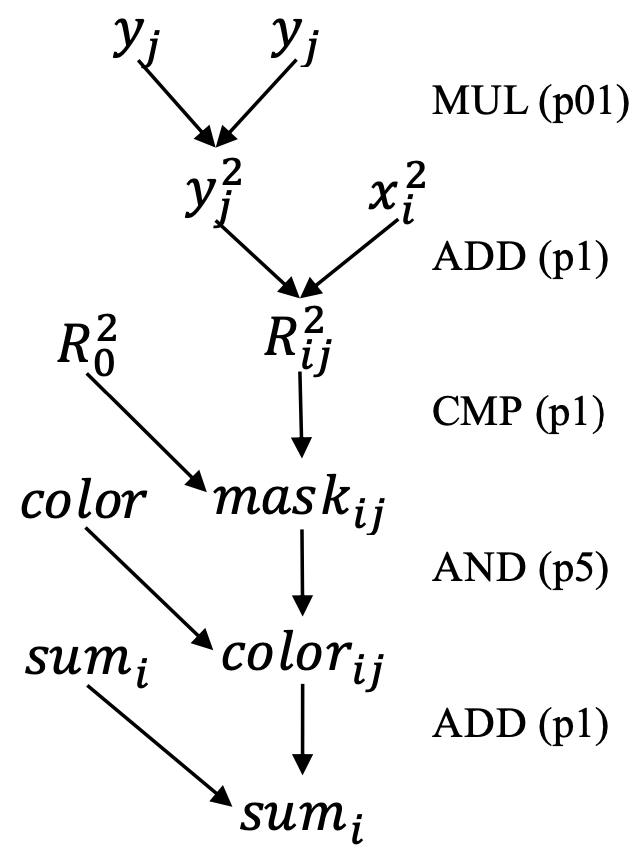 y_j y_j
MUL (p01)
y_j^2 x_i^2
ADD (p1)
R_0^2 R_{ij}^2
CMP (p1)
color mask_{ij}
AND (p5)
sum_i color_{ij}
ADD (p1)
sum_i